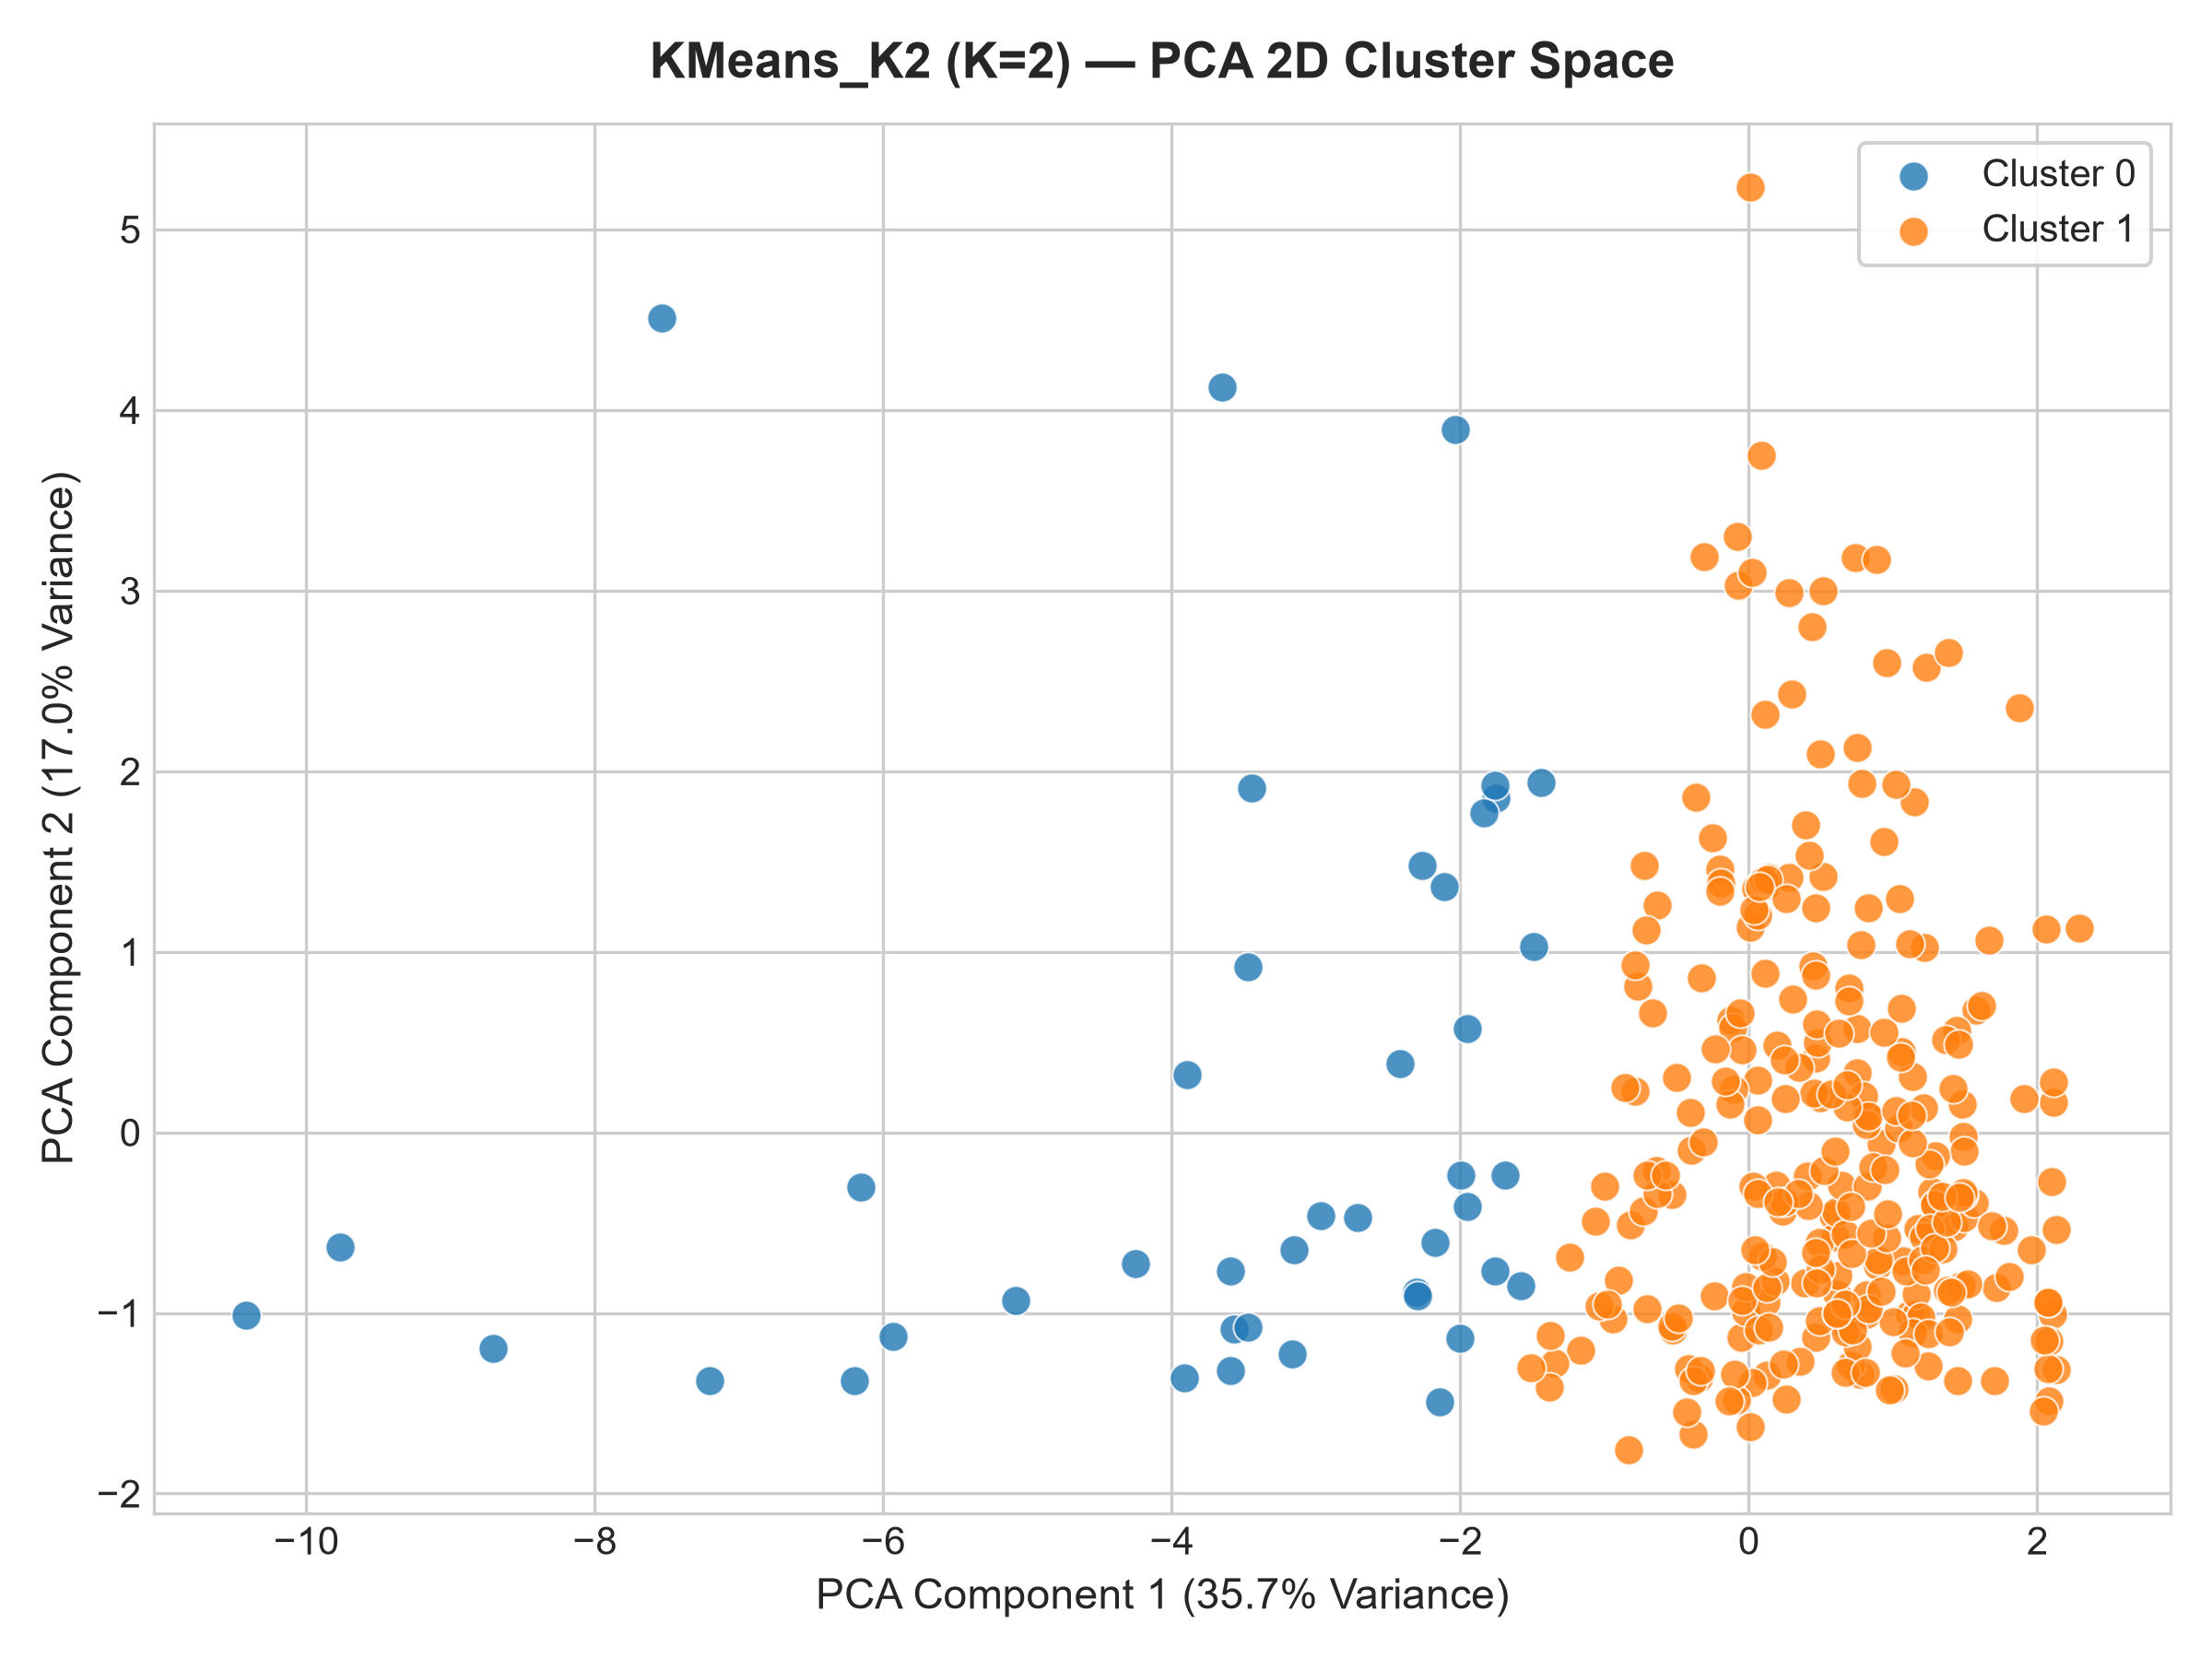 KMeans_K2 (K=2) — PCA 2D Cluster Space
Cluster 0
Cluster 1
PCA Component 2 (17.0% Variance)
5
4
3
2
1
0
−1
−2
−10 −8 −6 −4 −2 0 2
PCA Component 1 (35.7% Variance)